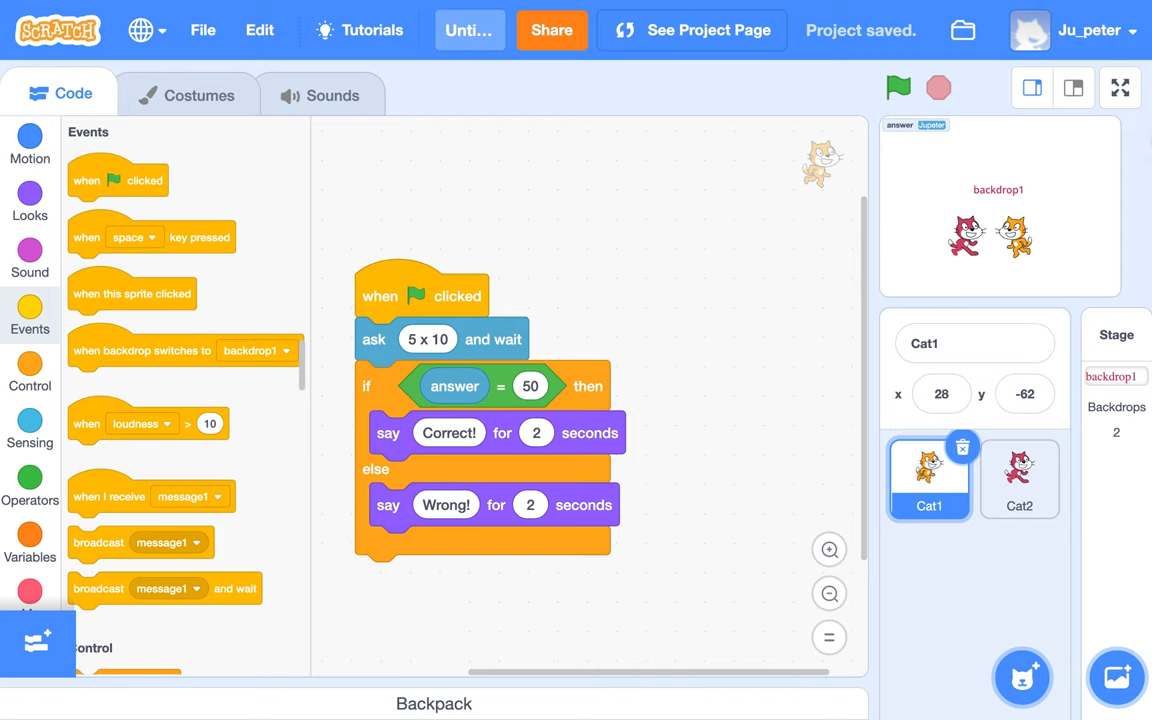 SCRATCH
File
Edit
Tutorials
Unti...
Share
See Project Page
Project saved.
Ju_peter
Code
Costumes
Sounds
Motion
Looks
Sound
Events
Control
Sensing
Operators
Variables
Events
when clicked
when space key pressed
when this sprite clicked
when backdrop switches to backdrop1
when loudness > 10
when I receive message1
broadcast message1
broadcast message1 and wait
ontrol
when clicked
ask 5 x 10 and wait
if answer = 50 then
say Correct! for 2 seconds
else
say Wrong! for 2 seconds
answer Jupeter
backdrop1
Cat1
x 28 y -62
Cat1
Cat2
Stage
backdrop1
Backdrops
2
Backpack